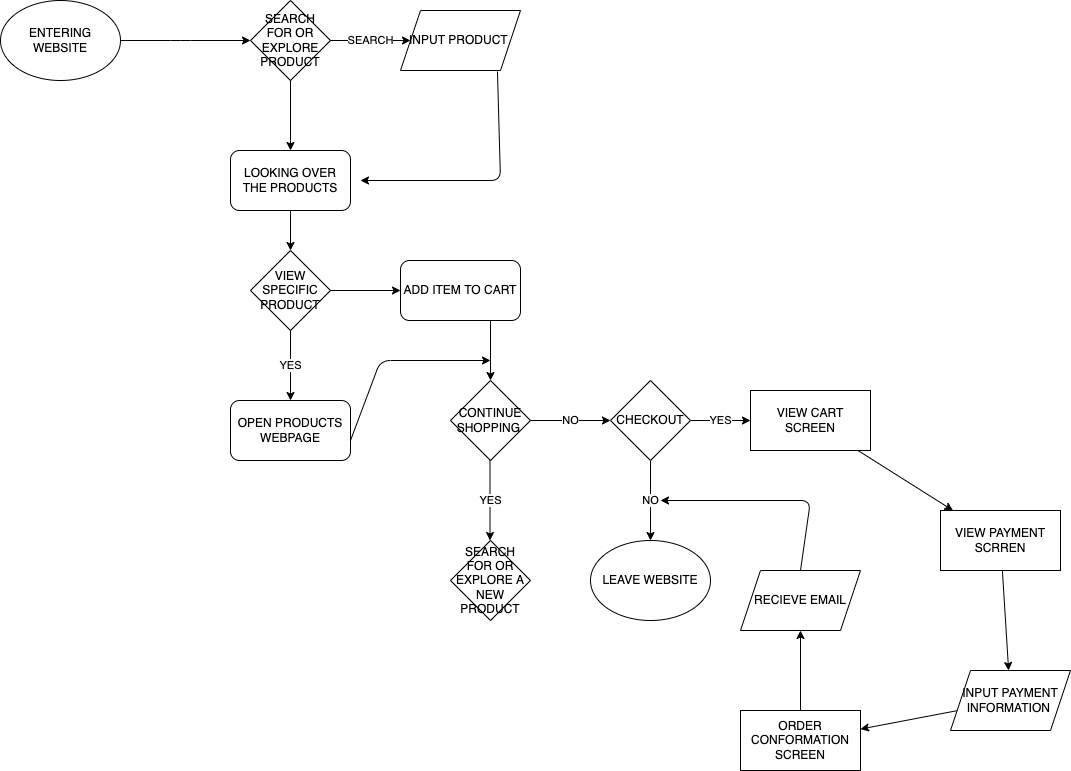 ENTERING
WEBSITE
SEARCH
FOR OR
EXPLORE
PRODUCT
SEARCH
INPUT PRODUCT
LOOKING OVER
THE PRODUCTS
VIEW
SPECIFIC
PRODUCT
ADD ITEM TO CART
YES
OPEN PRODUCTS
WEBPAGE
CONTINUE
SHOPPING
NO
CHECKOUT
YES
VIEW CART
SCREEN
YES
SEARCH
FOR OR
EXPLORE A
NEW
PRODUCT
NO
LEAVE WEBSITE
VIEW PAYMENT
SCRREN
INPUT PAYMENT
INFORMATION
ORDER
CONFORMATION
SCREEN
RECIEVE EMAIL